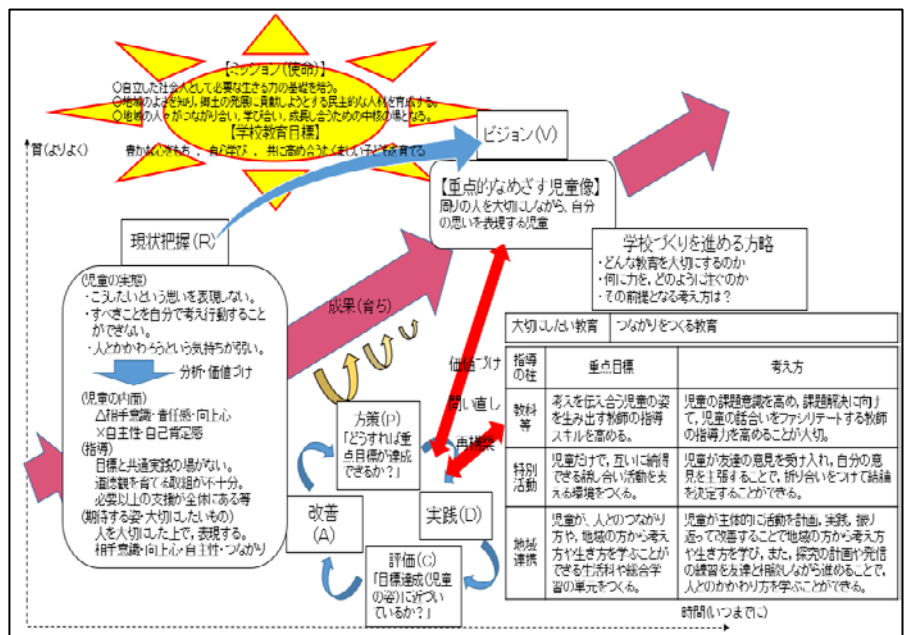 【ミッション(使命)】
○自立した社会人として必要な生きる力の基礎を培う。
○地域のよさを知り，郷土の発展に貢献しようとする民主的な人材を育成する。
○地域の人々がつながり合い，学び合い，成長し合うための中核の場となる。
【学校教育目標】
豊かな心をもち　，　自ら学び　，　共に高め合うたくましい子どもを育てる
質(よりよく)
ビジョン(V)
【重点的なめざす児童像】
周りの人を大切にしながら、自分
の思いを表現する児童
現状把握(R)
(児童の実態)
・こうしたいという思いを表現しない。
・すべきことを自分で考え行動すること
ができない。
・人とかかわろうという気持ちが弱い。
分析・価値づけ
(児童の内面)
△相手意識・責任感・向上心
×自主性・自己肯定感
(指導)
目標と共通実践の場がない。
道徳観を育てる取組が不十分。
必要以上の支援が全体にある等
(期待する姿・大切にしたいもの)
人を大切にした上で、表現する。
相手意識・向上心・自主性・つながり
成果(育ち)
学校づくりを進める方略
・どんな教育を大切にするのか
・何に力を，どのように注ぐのか
・その前提となる考え方は？
価値づけ
問い直し
再構築
方策(P)
「どうすれば重
点目標が達成
できるか？」
実践(D)
評価(C)
「目標達成(児童
の姿)に近づい
ているか？」
改善
(A)
大切にしたい教育　つながりをつくる教育
指導
の柱
重点目標
考え方
教科
等
考えを伝え合う児童の姿
を生み出す教師の指導
スキルを高める。
児童の課題意識を高め，課題解決に向け
て，児童の話合いをファシリテートする教師
の指導力を高めることが大切。
特別
活動
児童だけで，互いに納得
できる話し合い活動を支
える環境をつくる。
児童が友達の意見を受け入れ，自分の意
見を主張することで，折り合いをつけて結論
を決定することができる。
地域
連携
児童が、人とのつながり
方や，地域の方から考え
方や生き方を学ぶことが
できる生活科や総合学
習の単元をつくる。
児童が主体的に活動を計画，実践，振り
返って改善することで地域の方から考え方
や生き方を学び，また，探究の計画や発信
の練習を友達と相談しながら進めることで，
人とのかかわり方を学ぶことができる。
時間(いつまでに)